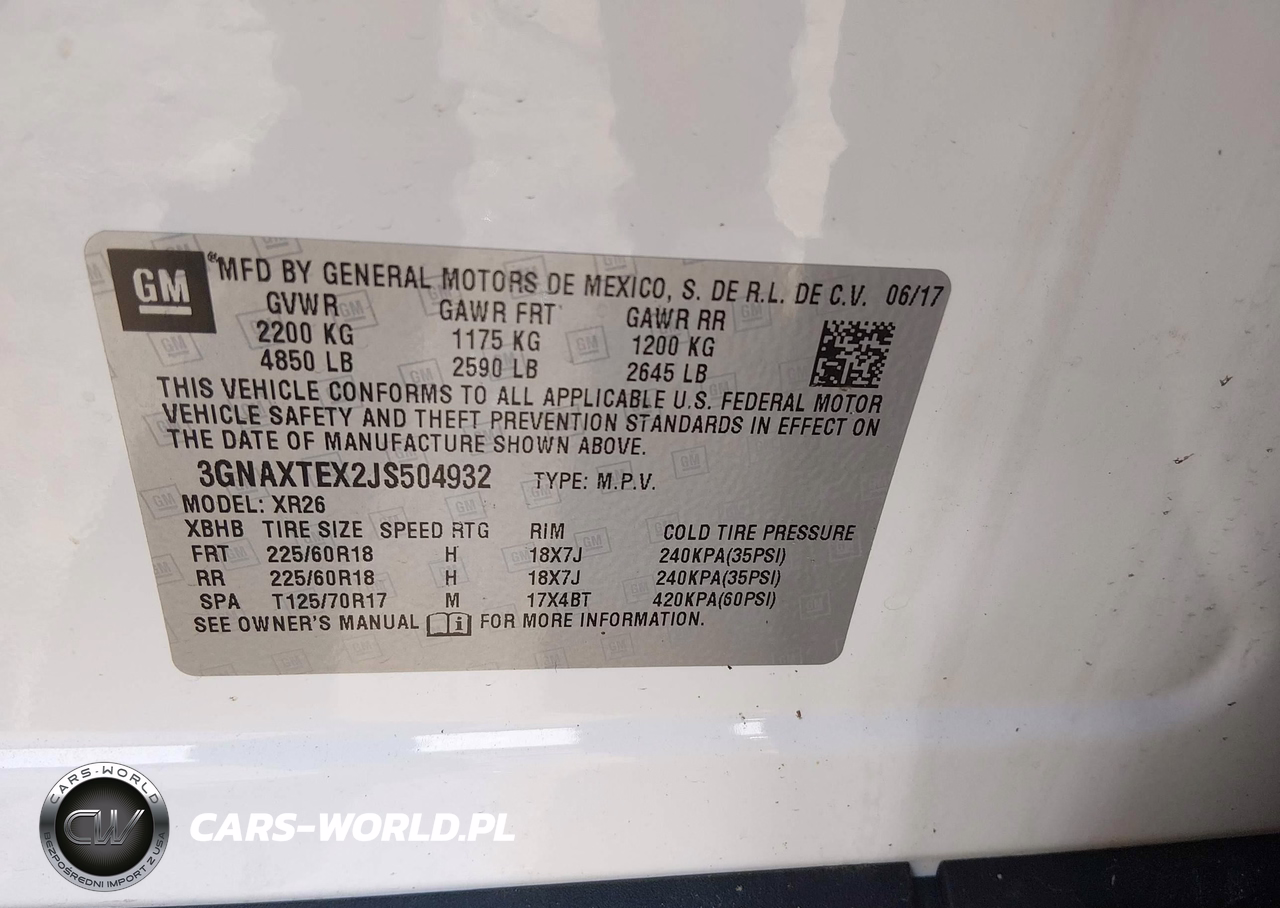 GM ®MFD BY GENERAL MOTORS DE MEXICO, S. DE R.L. DE C.V. 06/17
GVWR GAWR FRT GAWR RR
2200 KG 1175 KG 1200 KG
4850 LB 2590 LB 2645 LB
THIS VEHICLE CONFORMS TO ALL APPLICABLE U.S. FEDERAL MOTOR
VEHICLE SAFETY AND THEFT PREVENTION STANDARDS IN EFFECT ON
THE DATE OF MANUFACTURE SHOWN ABOVE.
3GNAXTEX2JS504932 TYPE: M.P.V.
MODEL: XR26
XBHB TIRE SIZE SPEED RTG RIM COLD TIRE PRESSURE
FRT 225/60R18 H 18X7J 240KPA(35PSI)
RR 225/60R18 H 18X7J 240KPA(35PSI)
SPA T125/70R17 M 17X4BT 420KPA(60PSI)
SEE OWNER'S MANUAL i FOR MORE INFORMATION.
CARS-WORLD
CW
BEZPOŚREDNI IMPORT Z USA
CARS-WORLD.PL